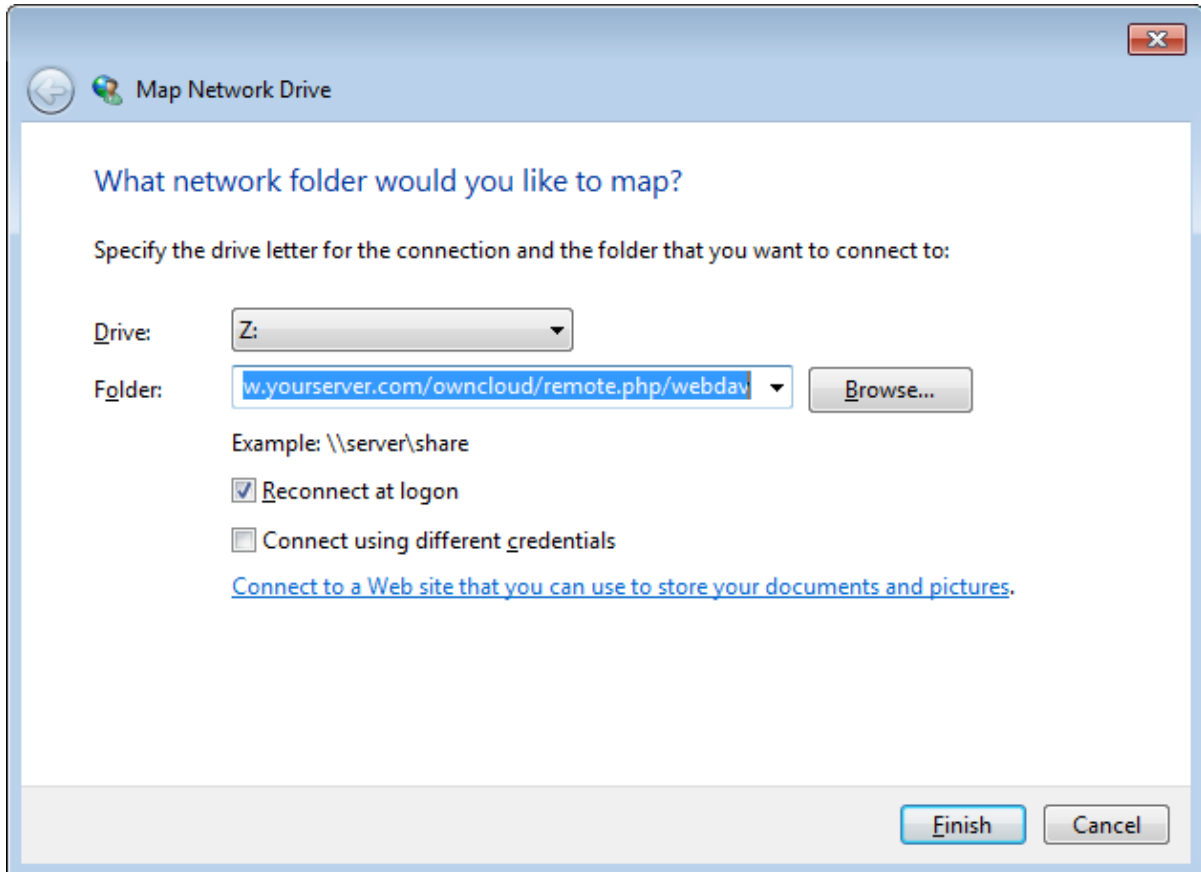 Map Network Drive
What network folder would you like to map?
Specify the drive letter for the connection and the folder that you want to connect to:
Drive: Z:
Folder: w.yourserver.com/owncloud/remote.php/webdav Browse...
Example: \\server\share
Reconnect at logon
Connect using different credentials
Connect to a Web site that you can use to store your documents and pictures.
Finish Cancel